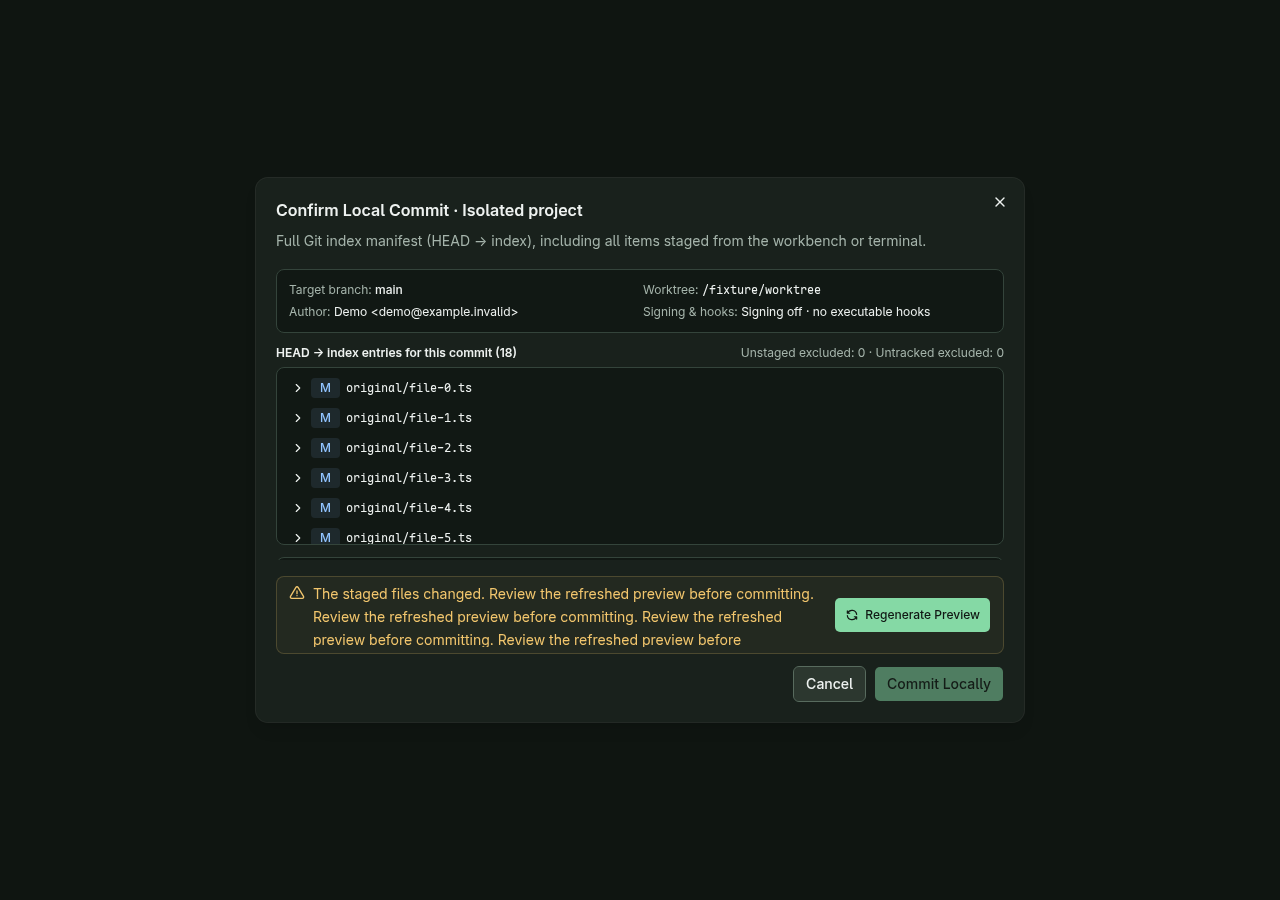 Confirm Local Commit · Isolated project
Full Git index manifest (HEAD → index), including all items staged from the workbench or terminal.
Target branch: main
Worktree: /fixture/worktree
Author: Demo <demo@example.invalid>
Signing & hooks: Signing off · no executable hooks
HEAD → index entries for this commit (18)
Unstaged excluded: 0 · Untracked excluded: 0
M original/file-0.ts
M original/file-1.ts
M original/file-2.ts
M original/file-3.ts
M original/file-4.ts
M original/file-5.ts
The staged files changed. Review the refreshed preview before committing.
Review the refreshed preview before committing. Review the refreshed
preview before committing. Review the refreshed preview before
Regenerate Preview
Cancel
Commit Locally